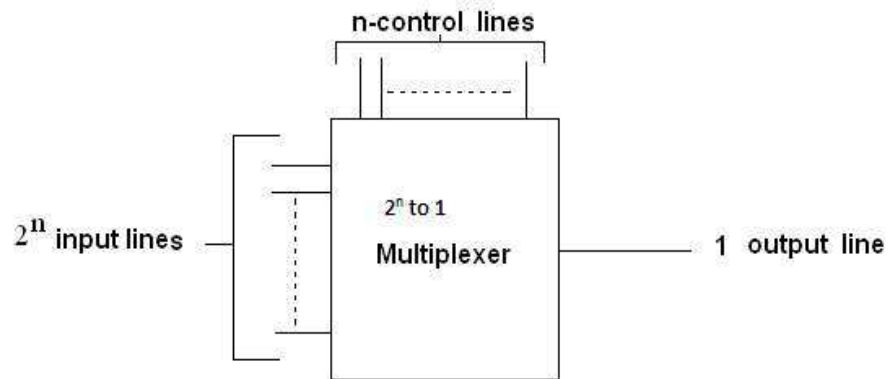 n-control lines
2ⁿ to 1
Multiplexer
2ⁿ input lines
1 output line